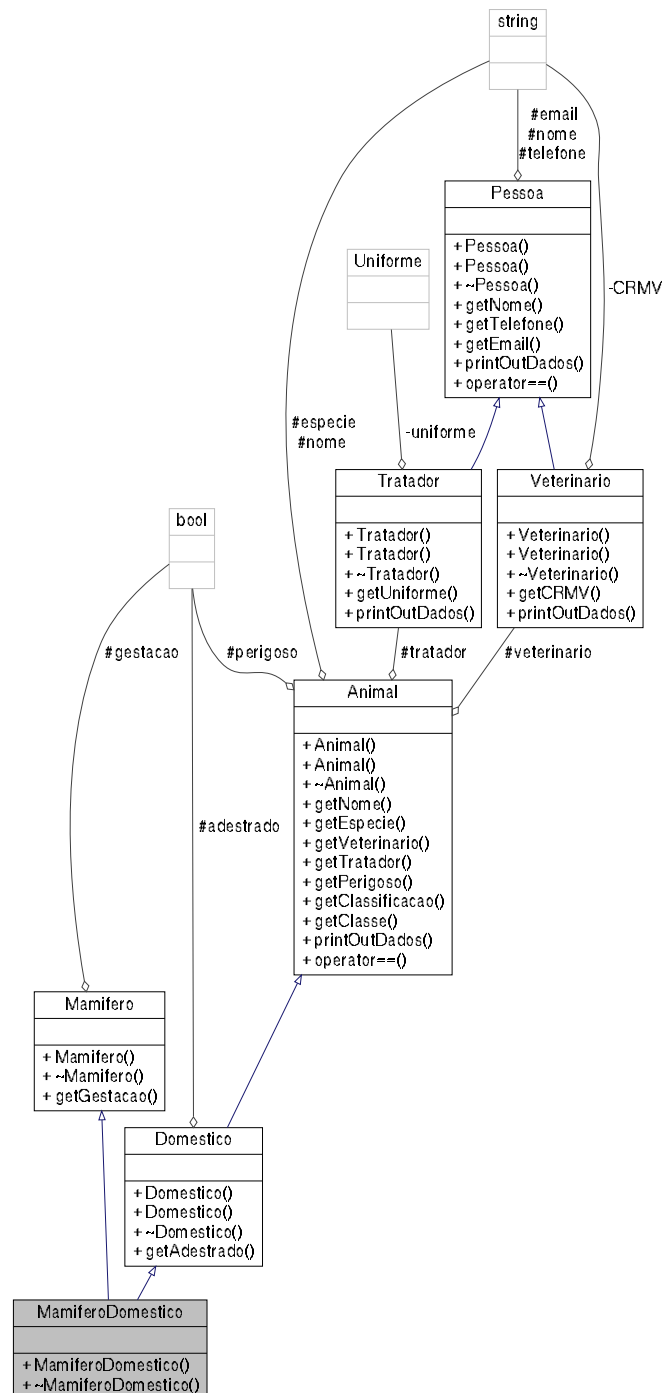 string
#email
#nome
#telefone
Pessoa
+ Pessoa()
+ Pessoa()
+ ~Pessoa()
+ getNome()
+ getTelefone()
+ getEmail()
+ printOutDados()
+ operator==()
Uniforme
-CRMV
#especie
#nome
-uniforme
Tratador
+ Tratador()
+ Tratador()
+ ~Tratador()
+ getUniforme()
+ printOutDados()
Veterinario
+ Veterinario()
+ Veterinario()
+ ~Veterinario()
+ getCRMV()
+ printOutDados()
bool
#gestacao
#perigoso
#tratador
#veterinario
Animal
+ Animal()
+ Animal()
+ ~Animal()
+ getNome()
+ getEspecie()
+ getVeterinario()
+ getTratador()
+ getPerigoso()
+ getClassificacao()
+ getClasse()
+ printOutDados()
+ operator==()
#adestrado
Mamifero
+ Mamifero()
+ ~Mamifero()
+ getGestacao()
Domestico
+ Domestico()
+ Domestico()
+ ~Domestico()
+ getAdestrado()
MamiferoDomestico
+ MamiferoDomestico()
+ ~MamiferoDomestico()